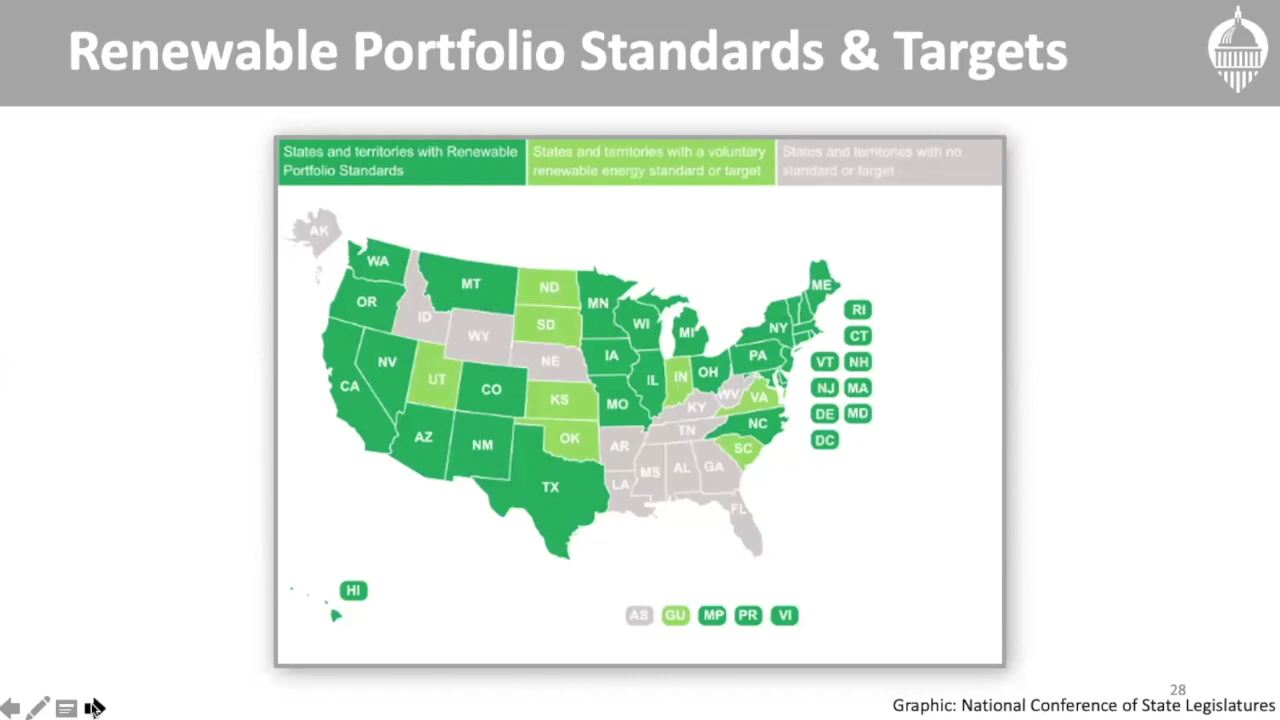 Renewable Portfolio Standards & Targets
States and territories with Renewable
Portfolio Standards
States and territories with a voluntary
renewable energy standard or target
States and territories with no
standard or target
AK
WA
MT
ND
MN
ME
OR
ID
SD
WI
MI
NY
RI
WY
CT
NV
NE
IA
PA
VT
NH
CA
UT
CO
IL
IN
OH
NJ
MA
KS
MO
KY
WV
VA
DE
MD
AZ
NM
OK
AR
TN
NC
DC
SC
TX
LA
MS
AL
GA
FL
HI
AS
GU
MP
PR
VI
28
Graphic: National Conference of State Legislatures